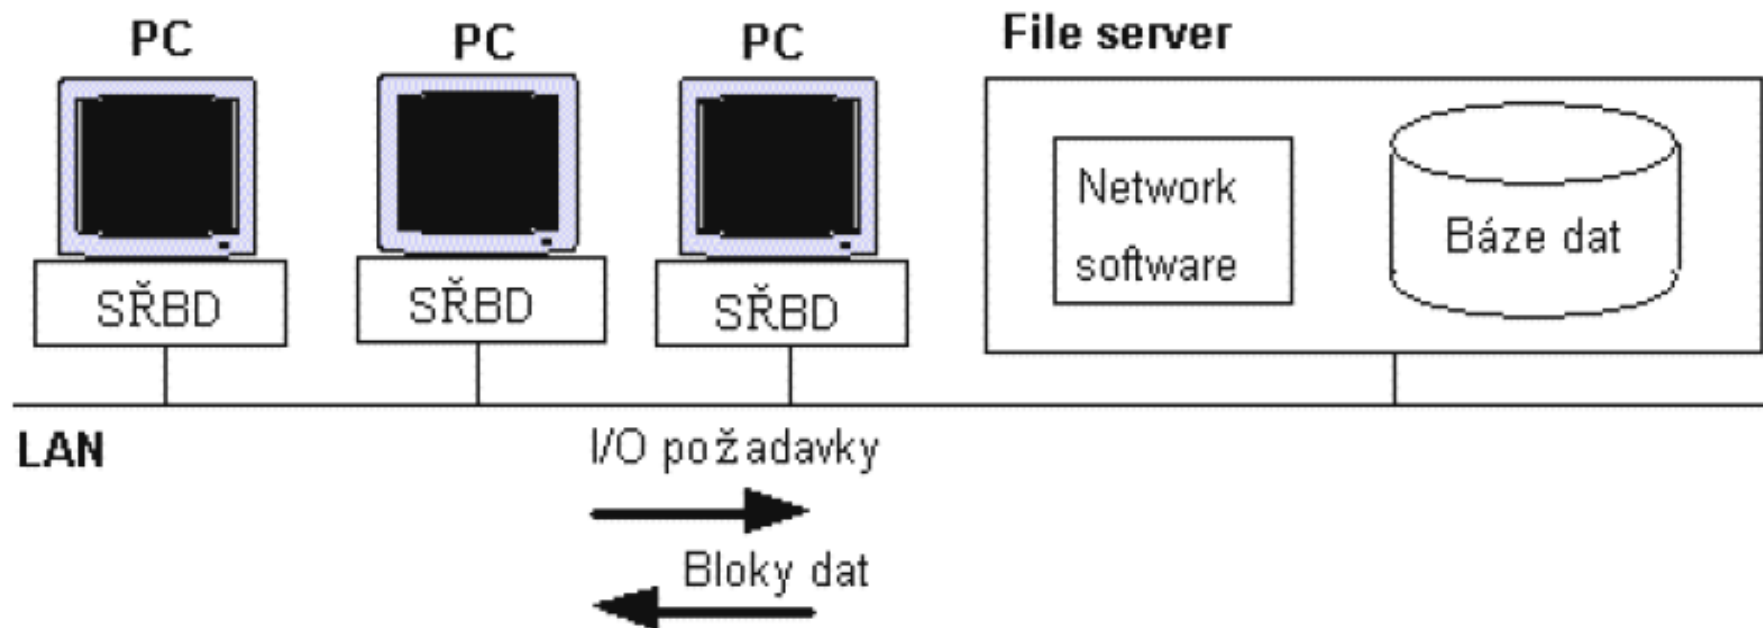 PC
PC
PC
File server
Network
software
Báze dat
SŘBD
SŘBD
SŘBD
LAN
I/O požadavky
Bloky dat